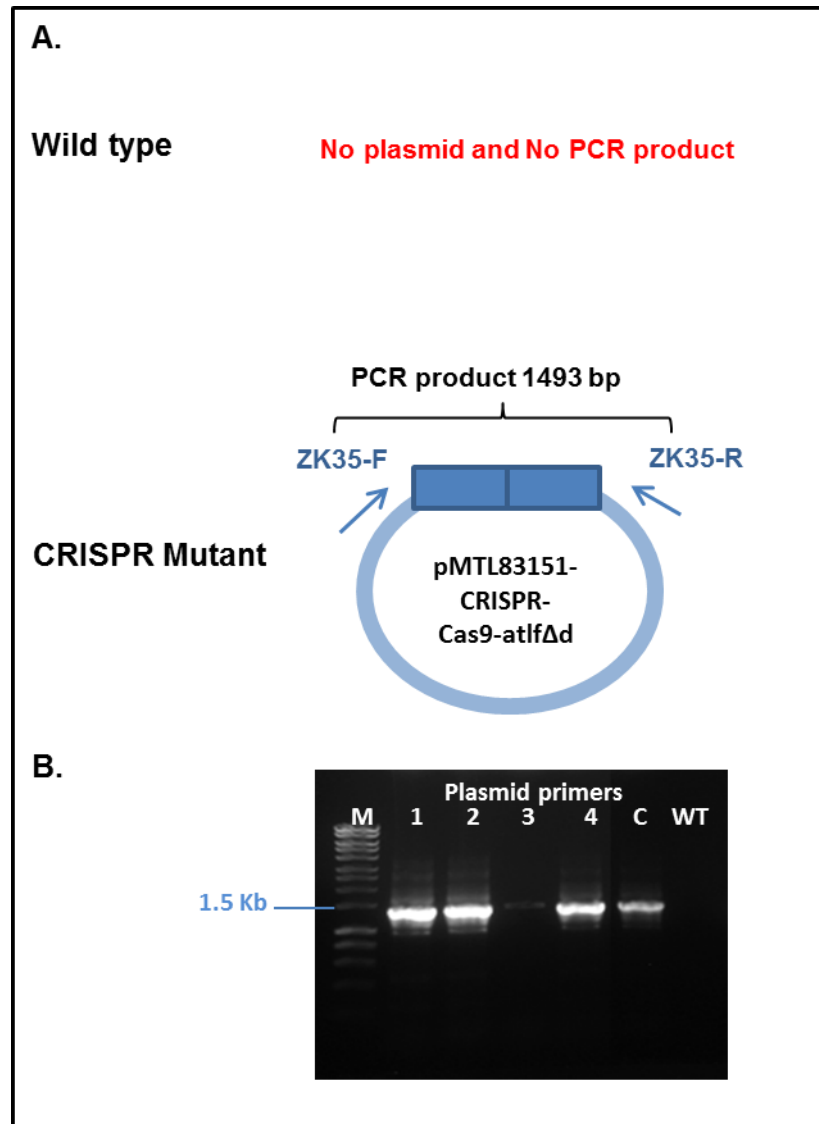 A.
Wild type
No plasmid and No PCR product
PCR product 1493 bp
ZK35-F
ZK35-R
CRISPR Mutant
pMTL83151-
CRISPR-
Cas9-atlfΔd
B.
Plasmid primers
M 1 2 3 4 C WT
1.5 Kb